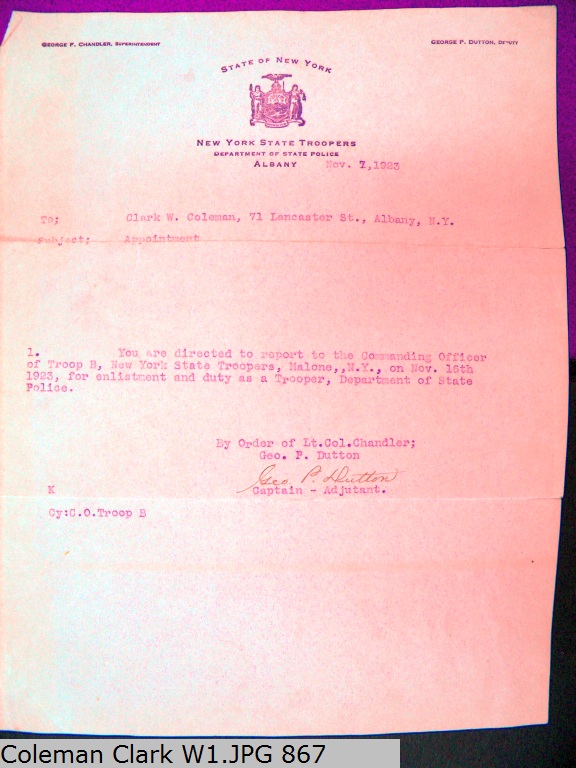 GEORGE F. CHANDLER, SUPERINTENDENT
GEORGE P. DUTTON, DEPUTY
STATE OF NEW YORK
NEW YORK STATE TROOPERS
DEPARTMENT OF STATE POLICE
ALBANY
Nov. 7,1923
To; Clark W. Coleman, 71 Lancaster St., Albany, N.Y.
Subject; Appointment
1. You are directed to report to the Commanding Officer
of Troop B, New York State Troopers, Malone,,N.Y., on Nov. 15th
1923, for enlistment and duty as a Trooper, Department of State
Police.
By Order of Lt.Col.Chandler;
Geo. P. Dutton
Geo P. Dutton
K Captain - Adjutant.
Cy:C.O.Troop B
Coleman Clark W1.JPG 867